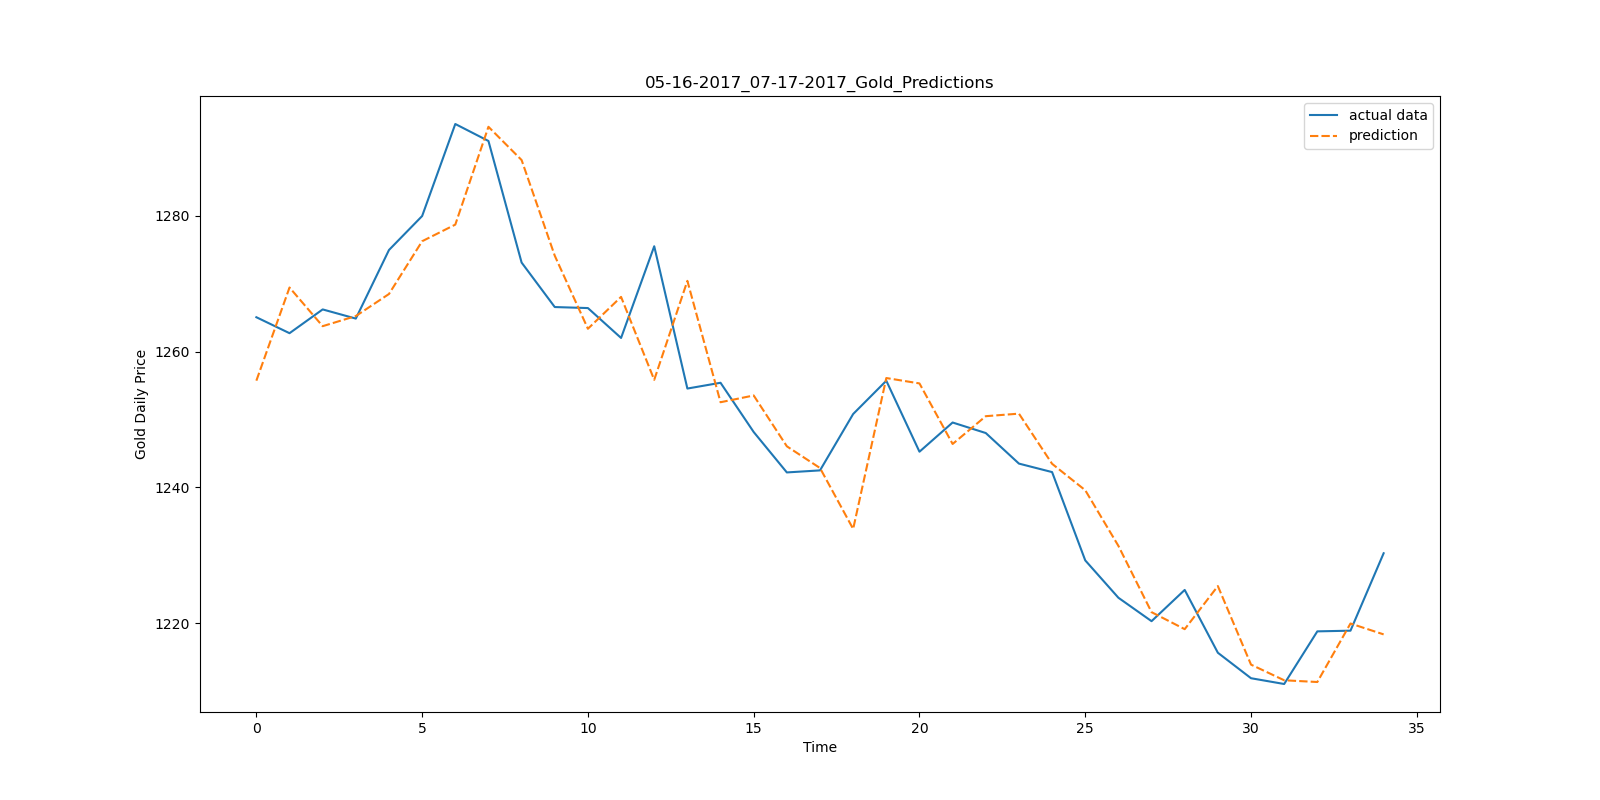 05-16-2017_07-17-2017_Gold_Predictions
actual data
prediction
Gold Daily Price
1280
1260
1240
1220
0 5 10 15 20 25 30 35
Time